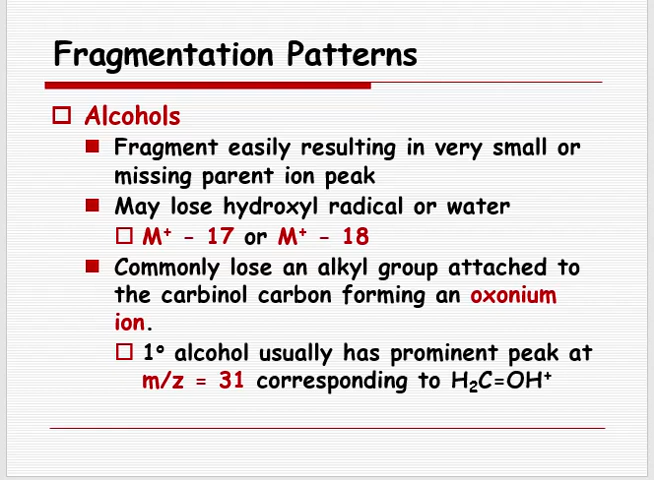 Fragmentation Patterns
Alcohols
Fragment easily resulting in very small or
missing parent ion peak
May lose hydroxyl radical or water
M⁺ - 17 or M⁺ - 18
Commonly lose an alkyl group attached to
the carbinol carbon forming an oxonium
ion.
1° alcohol usually has prominent peak at
m/z = 31 corresponding to H₂C=OH⁺